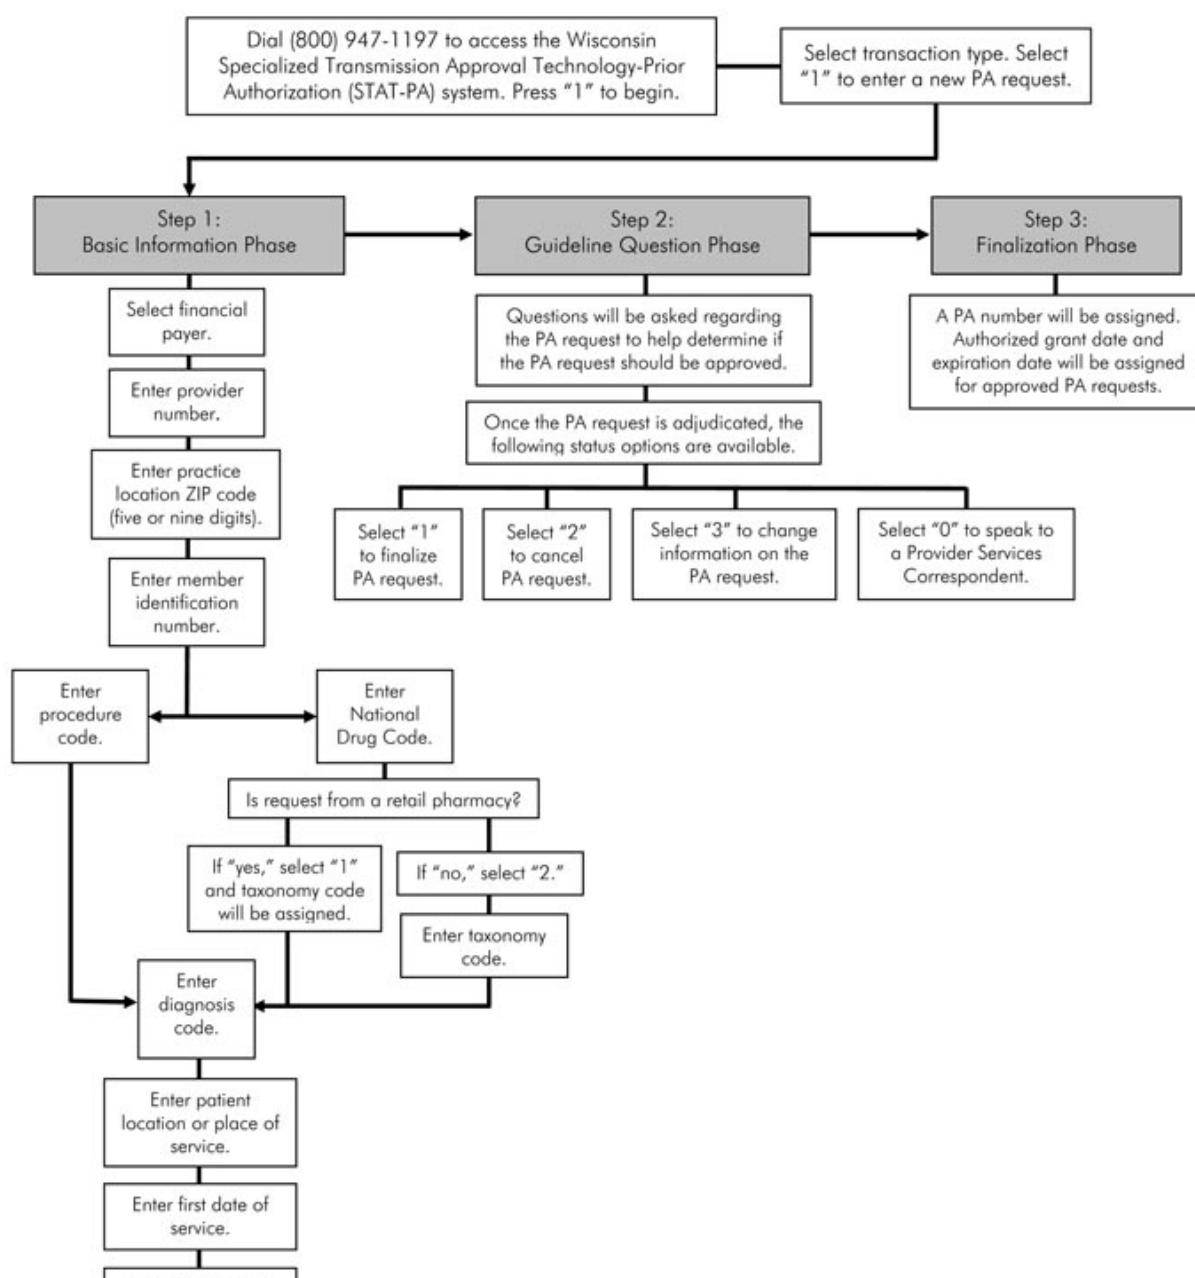 Dial (800) 947-1197 to access the Wisconsin
Specialized Transmission Approval Technology-Prior
Authorization (STAT-PA) system. Press “1” to begin.
Select transaction type. Select
“1” to enter a new PA request.
Step 1:
Basic Information Phase
Step 2:
Guideline Question Phase
Step 3:
Finalization Phase
Select financial
payer.
Enter provider
number.
Enter practice
location ZIP code
(five or nine digits).
Enter member
identification
number.
Questions will be asked regarding
the PA request to help determine if
the PA request should be approved.
Once the PA request is adjudicated, the
following status options are available.
Select “1”
to finalize
PA request.
Select “2”
to cancel
PA request.
Select “3” to change
information on the
PA request.
Select “0” to speak to
a Provider Services
Correspondent.
A PA number will be assigned.
Authorized grant date and
expiration date will be assigned
for approved PA requests.
Enter
procedure
code.
Enter
National
Drug Code.
Is request from a retail pharmacy?
If “yes,” select “1”
and taxonomy code
will be assigned.
If “no,” select “2.”
Enter taxonomy
code.
Enter
diagnosis
code.
Enter patient
location or place of
service.
Enter first date of
service.